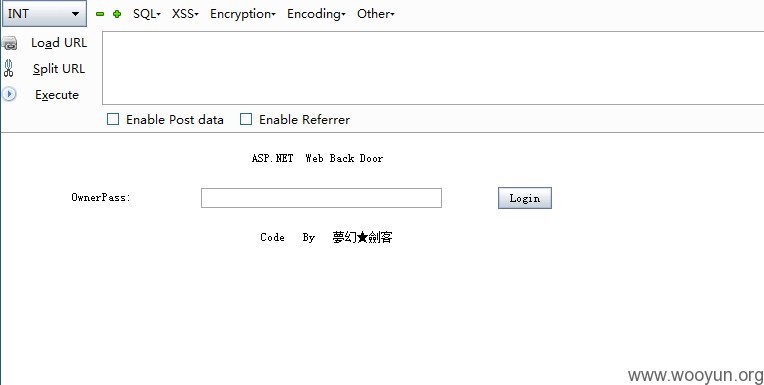 INT SQL XSS Encryption Encoding Other
Load URL
Split URL
Execute
Enable Post data Enable Referrer
ASP.NET Web Back Door
OwnerPass: Login
Code By 夢幻★劍客
www.wooyun.org